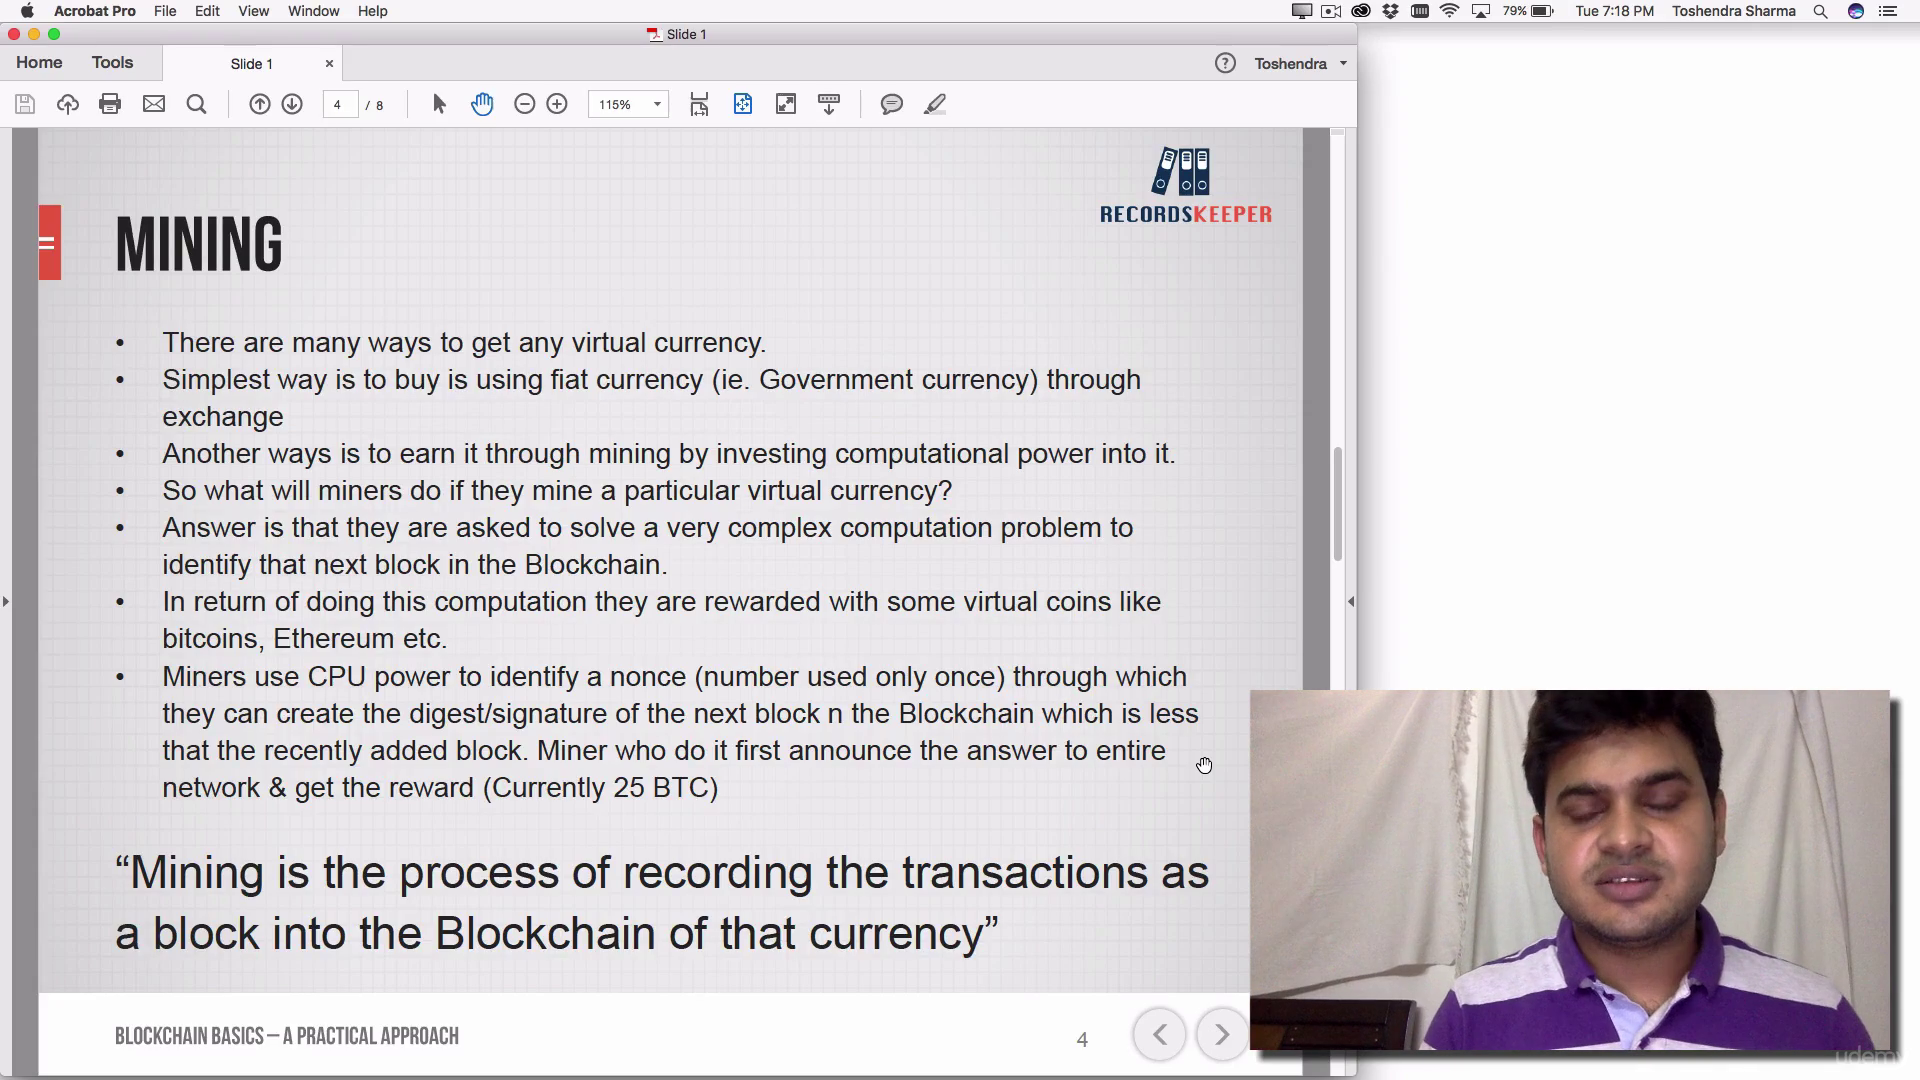 Acrobat Pro File Edit View Window Help 79% Tue 7:18 PM Toshendra Sharma
Slide 1
Home Tools Slide 1 × ? Toshendra
4 / 8 115%
RECORDSKEEPER
MINING
• There are many ways to get any virtual currency.
• Simplest way is to buy is using fiat currency (ie. Government currency) through
exchange
• Another ways is to earn it through mining by investing computational power into it.
• So what will miners do if they mine a particular virtual currency?
• Answer is that they are asked to solve a very complex computation problem to
identify that next block in the Blockchain.
• In return of doing this computation they are rewarded with some virtual coins like
bitcoins, Ethereum etc.
• Miners use CPU power to identify a nonce (number used only once) through which
they can create the digest/signature of the next block n the Blockchain which is less
that the recently added block. Miner who do it first announce the answer to entire
network & get the reward (Currently 25 BTC)
“Mining is the process of recording the transactions as
a block into the Blockchain of that currency”
BLOCKCHAIN BASICS – A PRACTICAL APPROACH
4
udemy